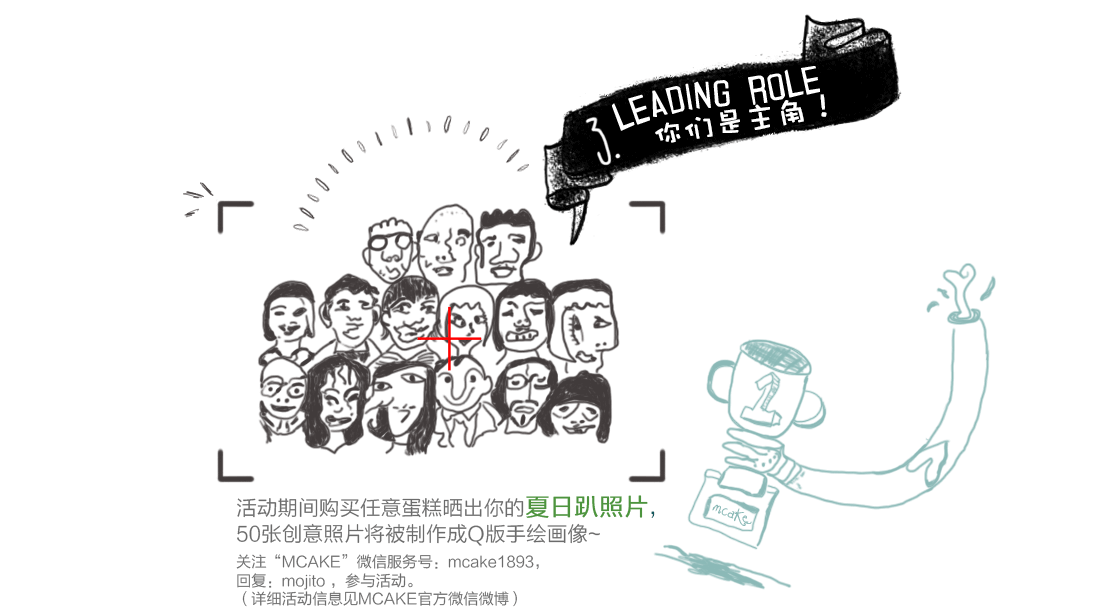 3. LEADING ROLE
你们是主角！
1
mcake
活动期间购买任意蛋糕晒出你的夏日趴照片，
50张创意照片将被制作成Q版手绘画像~
关注“MCAKE”微信服务号：mcake1893，
回复：mojito ，参与活动。
（详细活动信息见MCAKE官方微信微博）